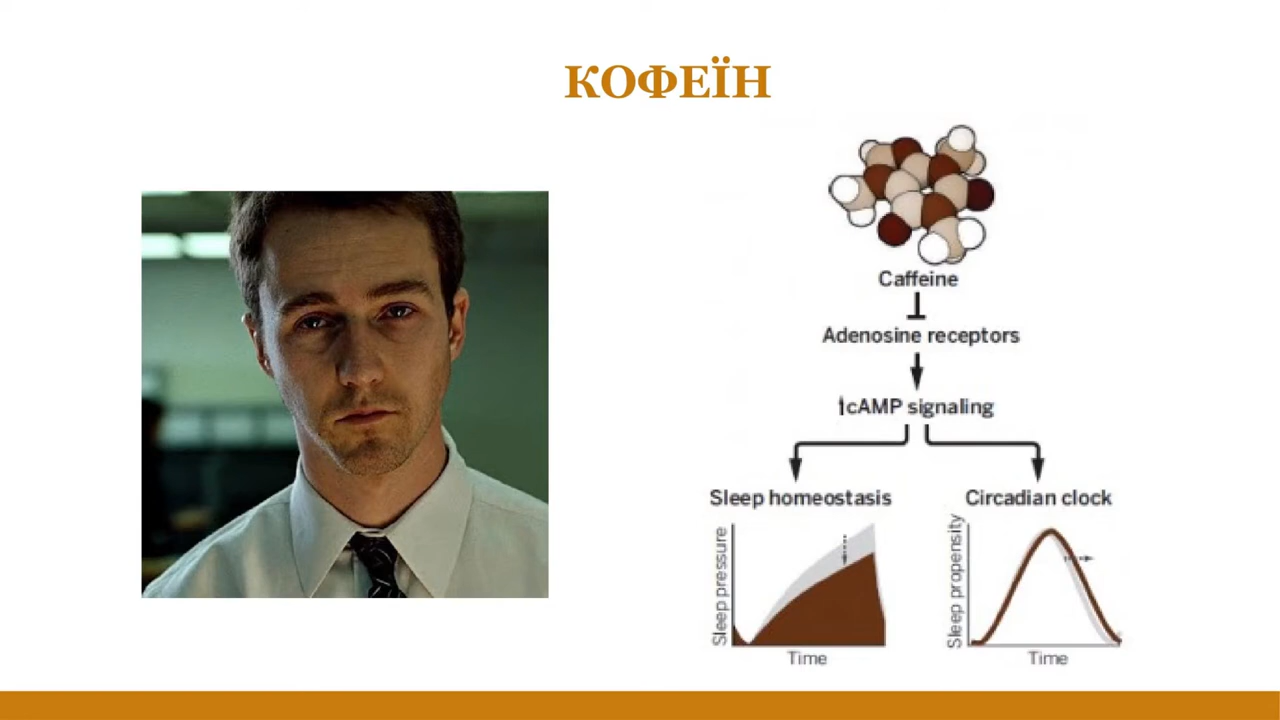 КОФЕЇН
Caffeine
Adenosine receptors
↑cAMP signaling
Sleep homeostasis
Circadian clock
Sleep pressure
Time
Sleep propensity
Time